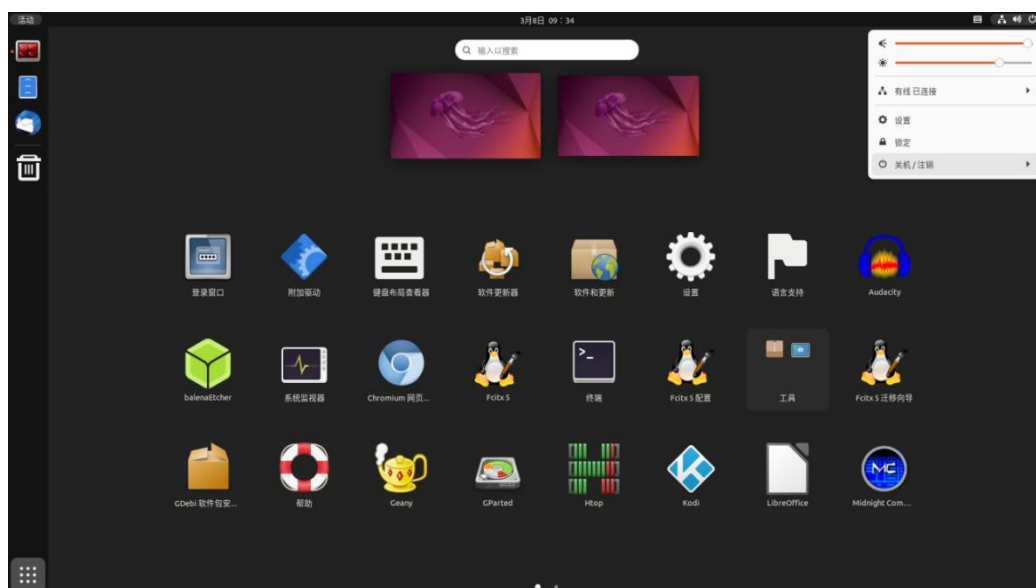 活动
3月8日 09：34
输入以搜索
有线 已连接
设置
锁定
关机 / 注销
登录窗口
附加驱动
键盘布局查看器
软件更新器
软件和更新
设置
语言支持
Audacity
balenaEtcher
系统监视器
Chromium 网页...
Fcitx 5
终端
Fcitx 5 配置
工具
Fcitx 5 迁移向导
GDebi 软件包安...
帮助
Geany
GParted
Htop
Kodi
LibreOffice
MC
Midnight Com...